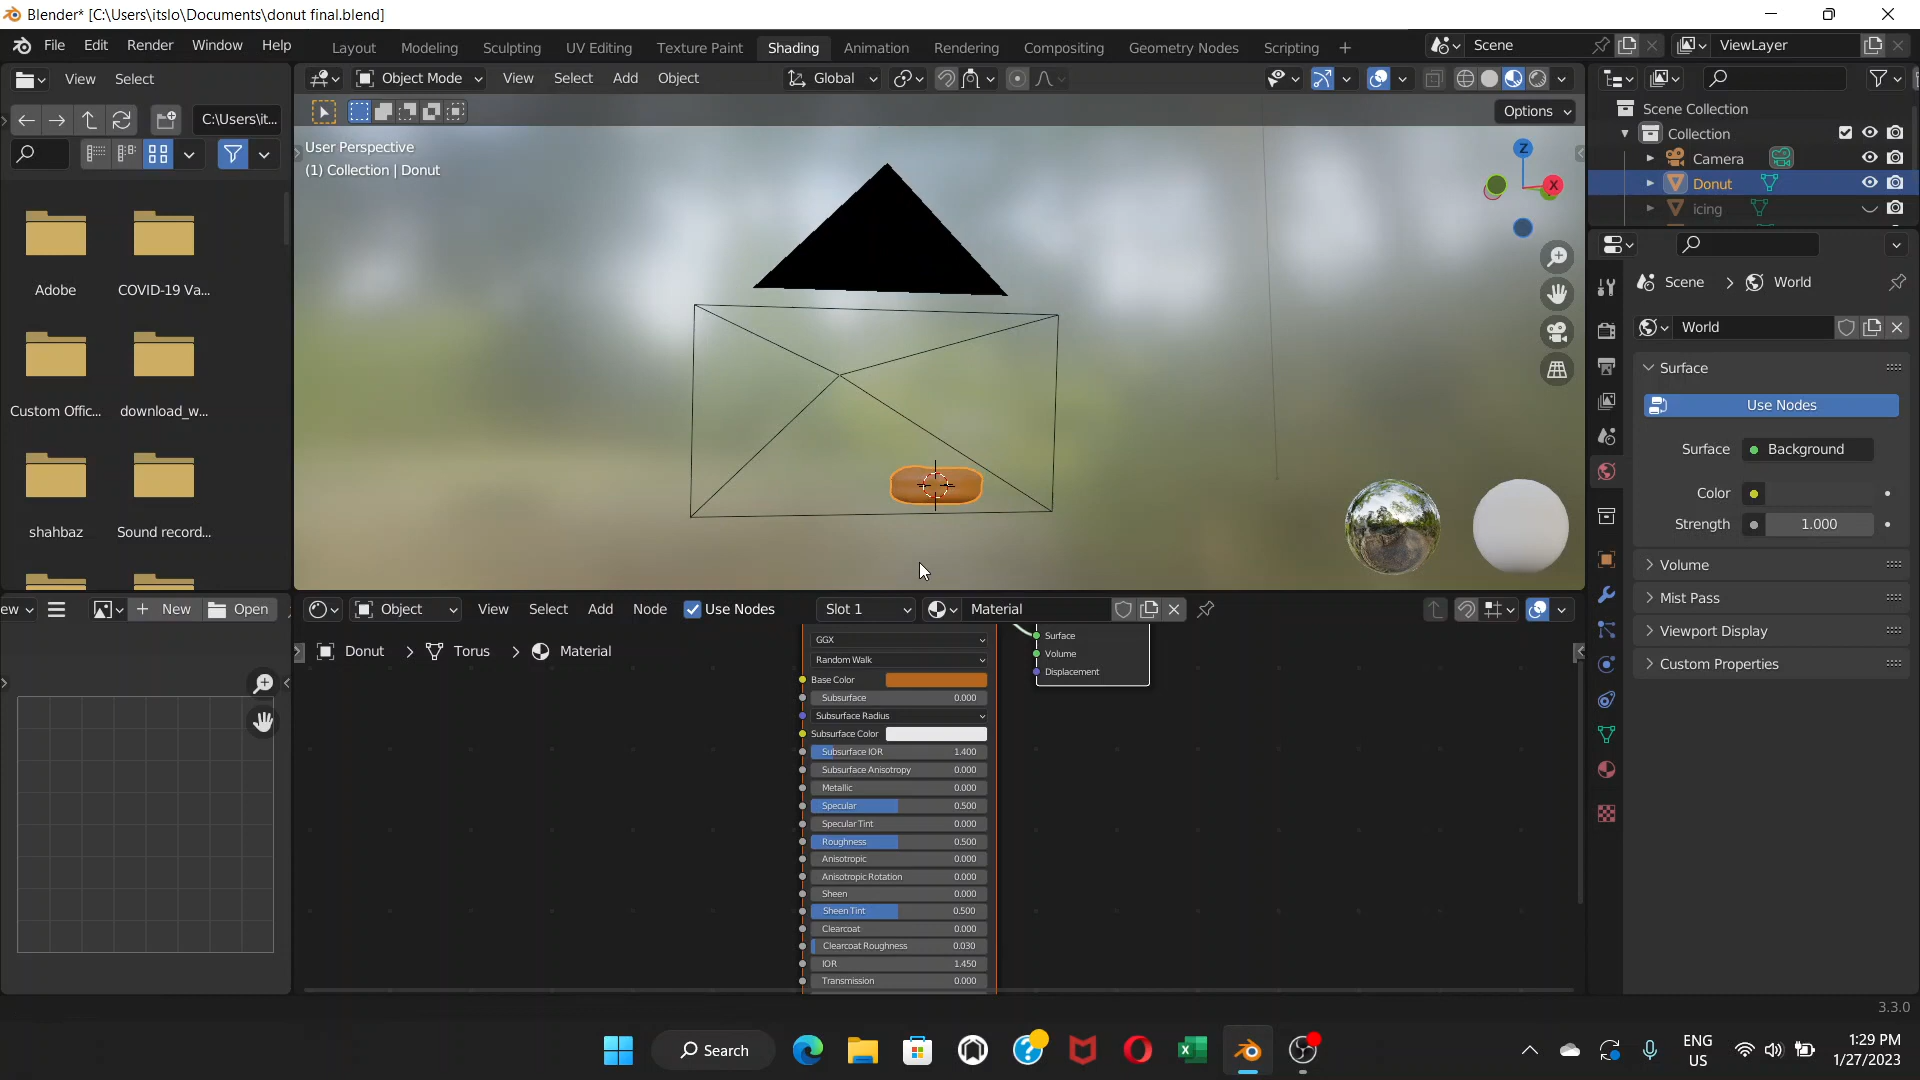 Blender* [C:\Users\itslo\Documents\donut final.blend]
File Edit Render Window Help
Layout Modeling Sculpting UV Editing Texture Paint Shading Animation Rendering Compositing Geometry Nodes Scripting
Scene
ViewLayer
View Select
Object Mode View Select Add Object
Global
C:\Users\it...
Options
User Perspective
(1) Collection | Donut
Z
X
Scene Collection
Collection
Camera
Donut
icing
Scene > World
World
Surface
Use Nodes
Surface Background
Color
Strength 1.000
Volume
Mist Pass
Viewport Display
Custom Properties
Adobe
COVID-19 Va...
Custom Offic...
download_w...
shahbaz
Sound record...
ew
New
Open
Object View Select Add Node Use Nodes
Slot 1
Material
Donut > Torus > Material
GGX
Random Walk
Base Color
Subsurface 0.000
Subsurface Radius
Subsurface Color
Subsurface IOR 1.400
Subsurface Anisotropy 0.000
Metallic 0.000
Specular 0.500
Specular Tint 0.000
Roughness 0.500
Anisotropic 0.000
Anisotropic Rotation 0.000
Sheen 0.000
Sheen Tint 0.500
Clearcoat 0.000
Clearcoat Roughness 0.030
IOR 1.450
Transmission 0.000
Surface
Volume
Displacement
3.3.0
Search
ENG
US
1:29 PM
1/27/2023